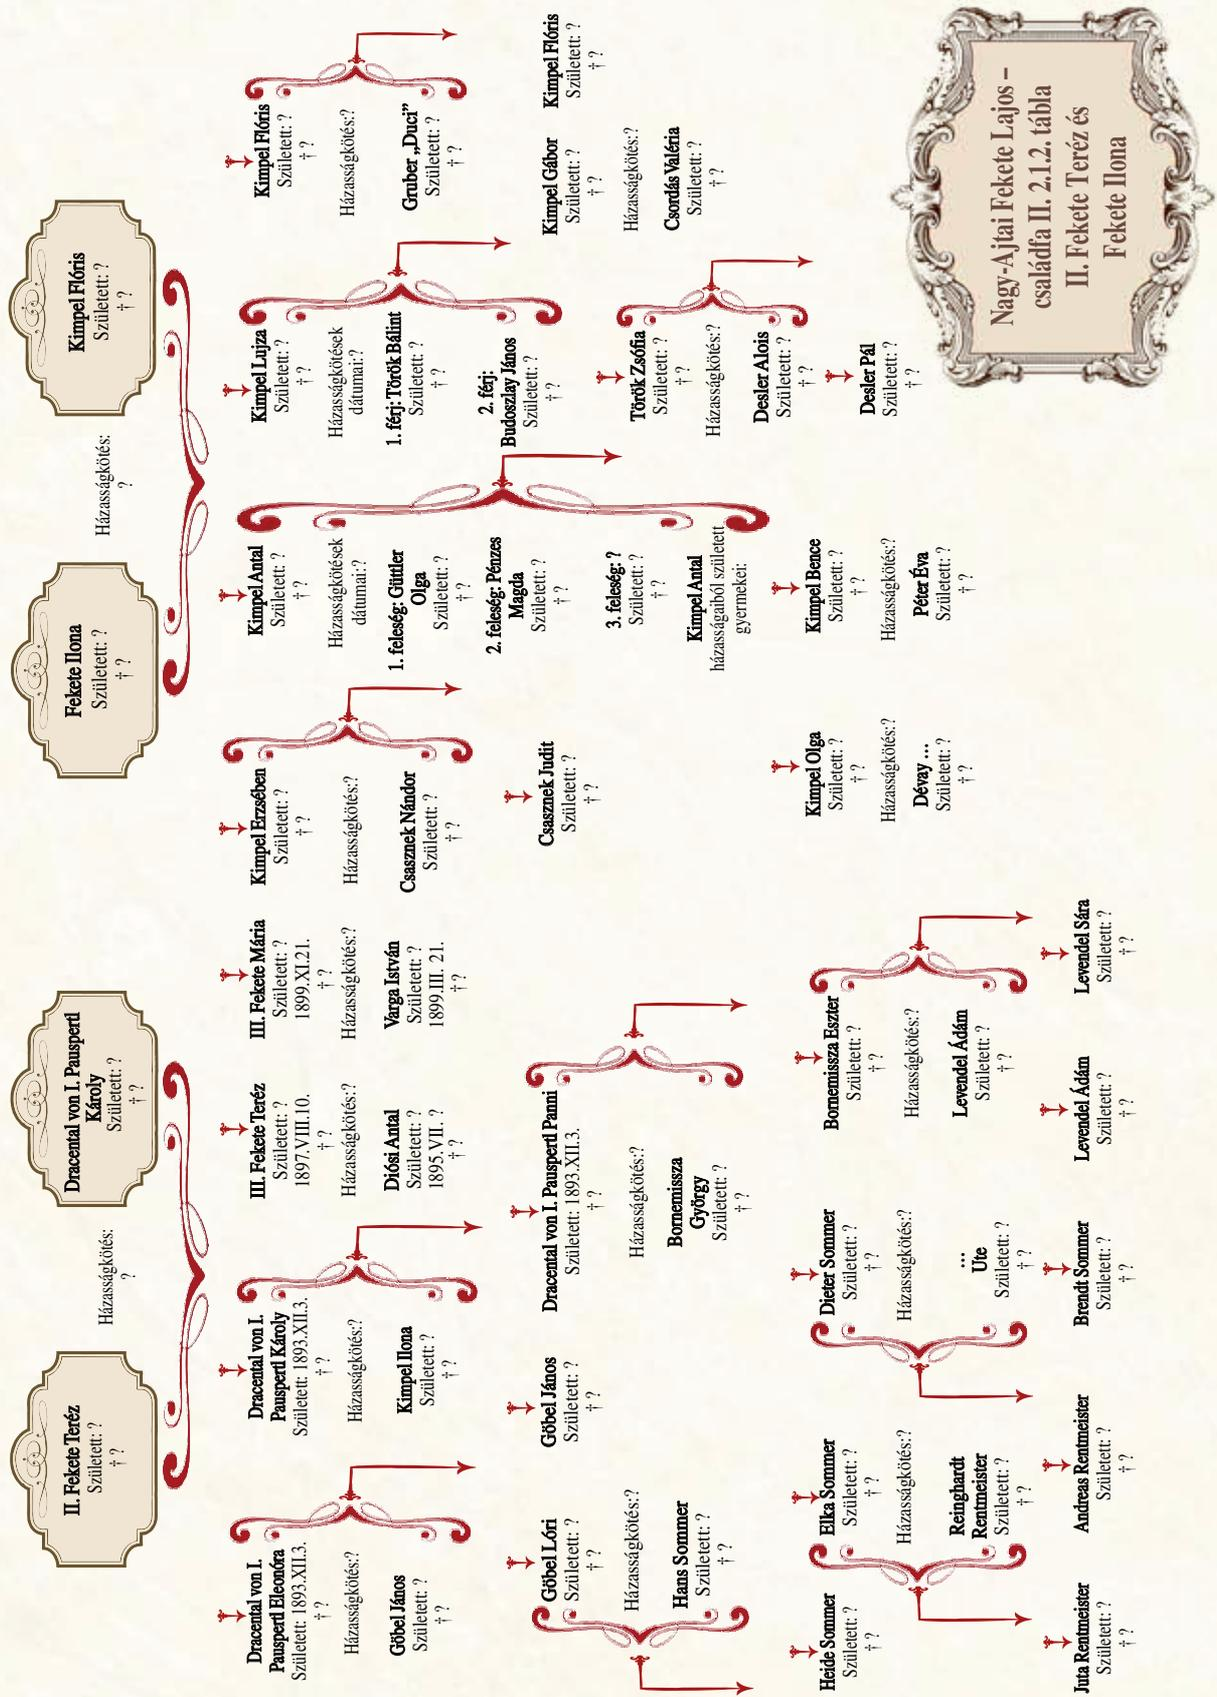 II. Fekete Teréz
Született: ?
† ?
Házasságkötés:
?
Dracental von I. Pauspertl
Károly
Született: ?
† ?
Fekete Ilona
Született: ?
† ?
Házasságkötés:
?
Kimpel Flóris
Született: ?
† ?
Dracental von I.
Pauspertl Eleonóra
Született: 1893.XII.3.
† ?
Házasságkötés:?
Göbel János
Született: ?
† ?
Dracental von I.
Pauspertl Károly
Született: 1893.XII.3.
† ?
Házasságkötés:?
Kimpel Ilona
Született: ?
† ?
III. Fekete Teréz
Született: ?
1897.VIII.10.
† ?
Házasságkötés:?
Diósi Antal
Született: ?
1895.VII. ?
† ?
III. Fekete Mária
Született: ?
1899.XI.21.
† ?
Házasságkötés:?
Varga István
Született: ?
1899.III. 21.
† ?
Kimpel Erzsében
Született: ?
† ?
Házasságkötés:?
Csasznek Nándor
Született: ?
† ?
Kimpel Antal
Született: ?
† ?
Házasságkötések
dátumai:?
1. feleség: Güttler
Olga
Született: ?
† ?
2. feleség: Pénzes
Magda
Született: ?
† ?
3. feleség: ?
Született: ?
† ?
Kimpel Antal
házasságaiból született
gyermekei:
Kimpel Lujza
Született: ?
† ?
Házasságkötések
dátumai:?
1. férj: Török Bálint
Született: ?
† ?
2. férj:
Budoszlay János
Született: ?
† ?
Kimpel Flóris
Született: ?
† ?
Házasságkötés:?
Gruber „Duci”
Született: ?
† ?
Göbel Lóri
Született: ?
† ?
Házasságkötés:?
Hans Sommer
Született: ?
† ?
Göbel János
Született: ?
† ?
Dracental von I. Pauspertl Panni
Született: 1893.XII.3.
† ?
Házasságkötés:?
Bornemissza
György
Született: ?
† ?
Csasznek Judit
Született: ?
† ?
Török Zsófia
Született: ?
† ?
Házasságkötés:?
Desler Alois
Született: ?
† ?
Desler Pál
Született: ?
† ?
Kimpel Gábor
Született: ?
† ?
Házasságkötés:?
Csordás Valéria
Született: ?
† ?
Kimpel Flóris
Született: ?
† ?
Heide Sommer
Született: ?
† ?
Elka Sommer
Született: ?
† ?
Házasságkötés:?
Reinghardt
Rentmeister
Született: ?
† ?
Dieter Sommer
Született: ?
† ?
Házasságkötés:?
...
Ute
Született: ?
† ?
Bornemissza Eszter
Született: ?
† ?
Házasságkötés:?
Levendel Ádám
Született: ?
† ?
Kimpel Olga
Született: ?
† ?
Házasságkötés:?
Dévay ...
Született: ?
† ?
Kimpel Bence
Született: ?
† ?
Házasságkötés:?
Péter Éva
Született: ?
† ?
Juta Rentmeister
Született: ?
† ?
Andreas Rentmeister
Született: ?
† ?
Brendt Sommer
Született: ?
† ?
Levendel Ádám
Született: ?
† ?
Levendel Sára
Született: ?
† ?
Nagy-Ajtai Fekete Lajos –
családfa II. 2.1.2. tábla
II. Fekete Teréz és
Fekete Ilona